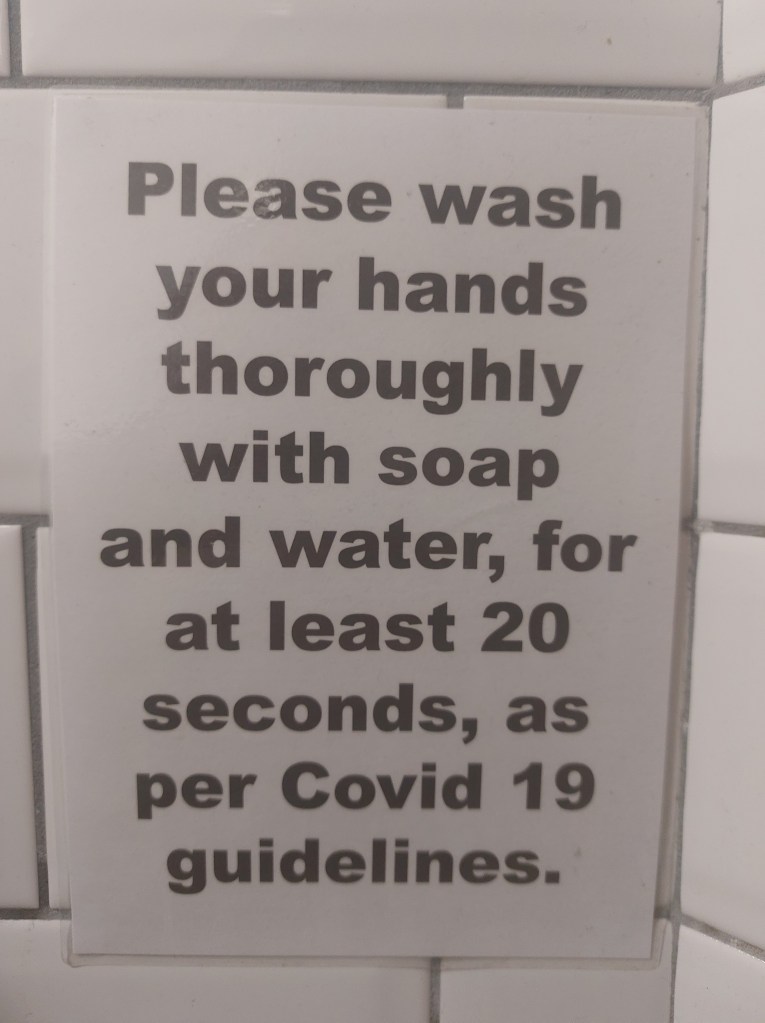 Please wash
your hands
thoroughly
with soap
and water, for
at least 20
seconds, as
per Covid 19
guidelines.